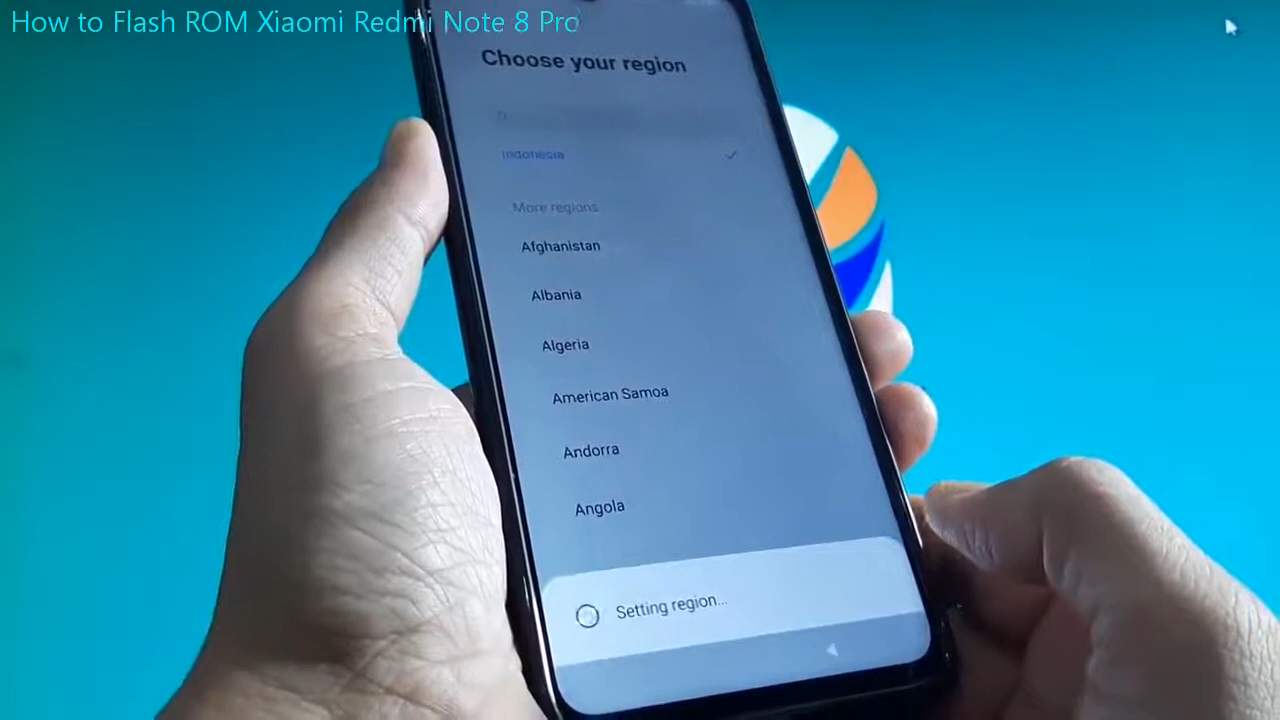 How to Flash ROM Xiaomi Redmi Note 8 Pro
Choose your region
Indonesia
More regions
Afghanistan
Albania
Algeria
American Samoa
Andorra
Angola
Setting region...